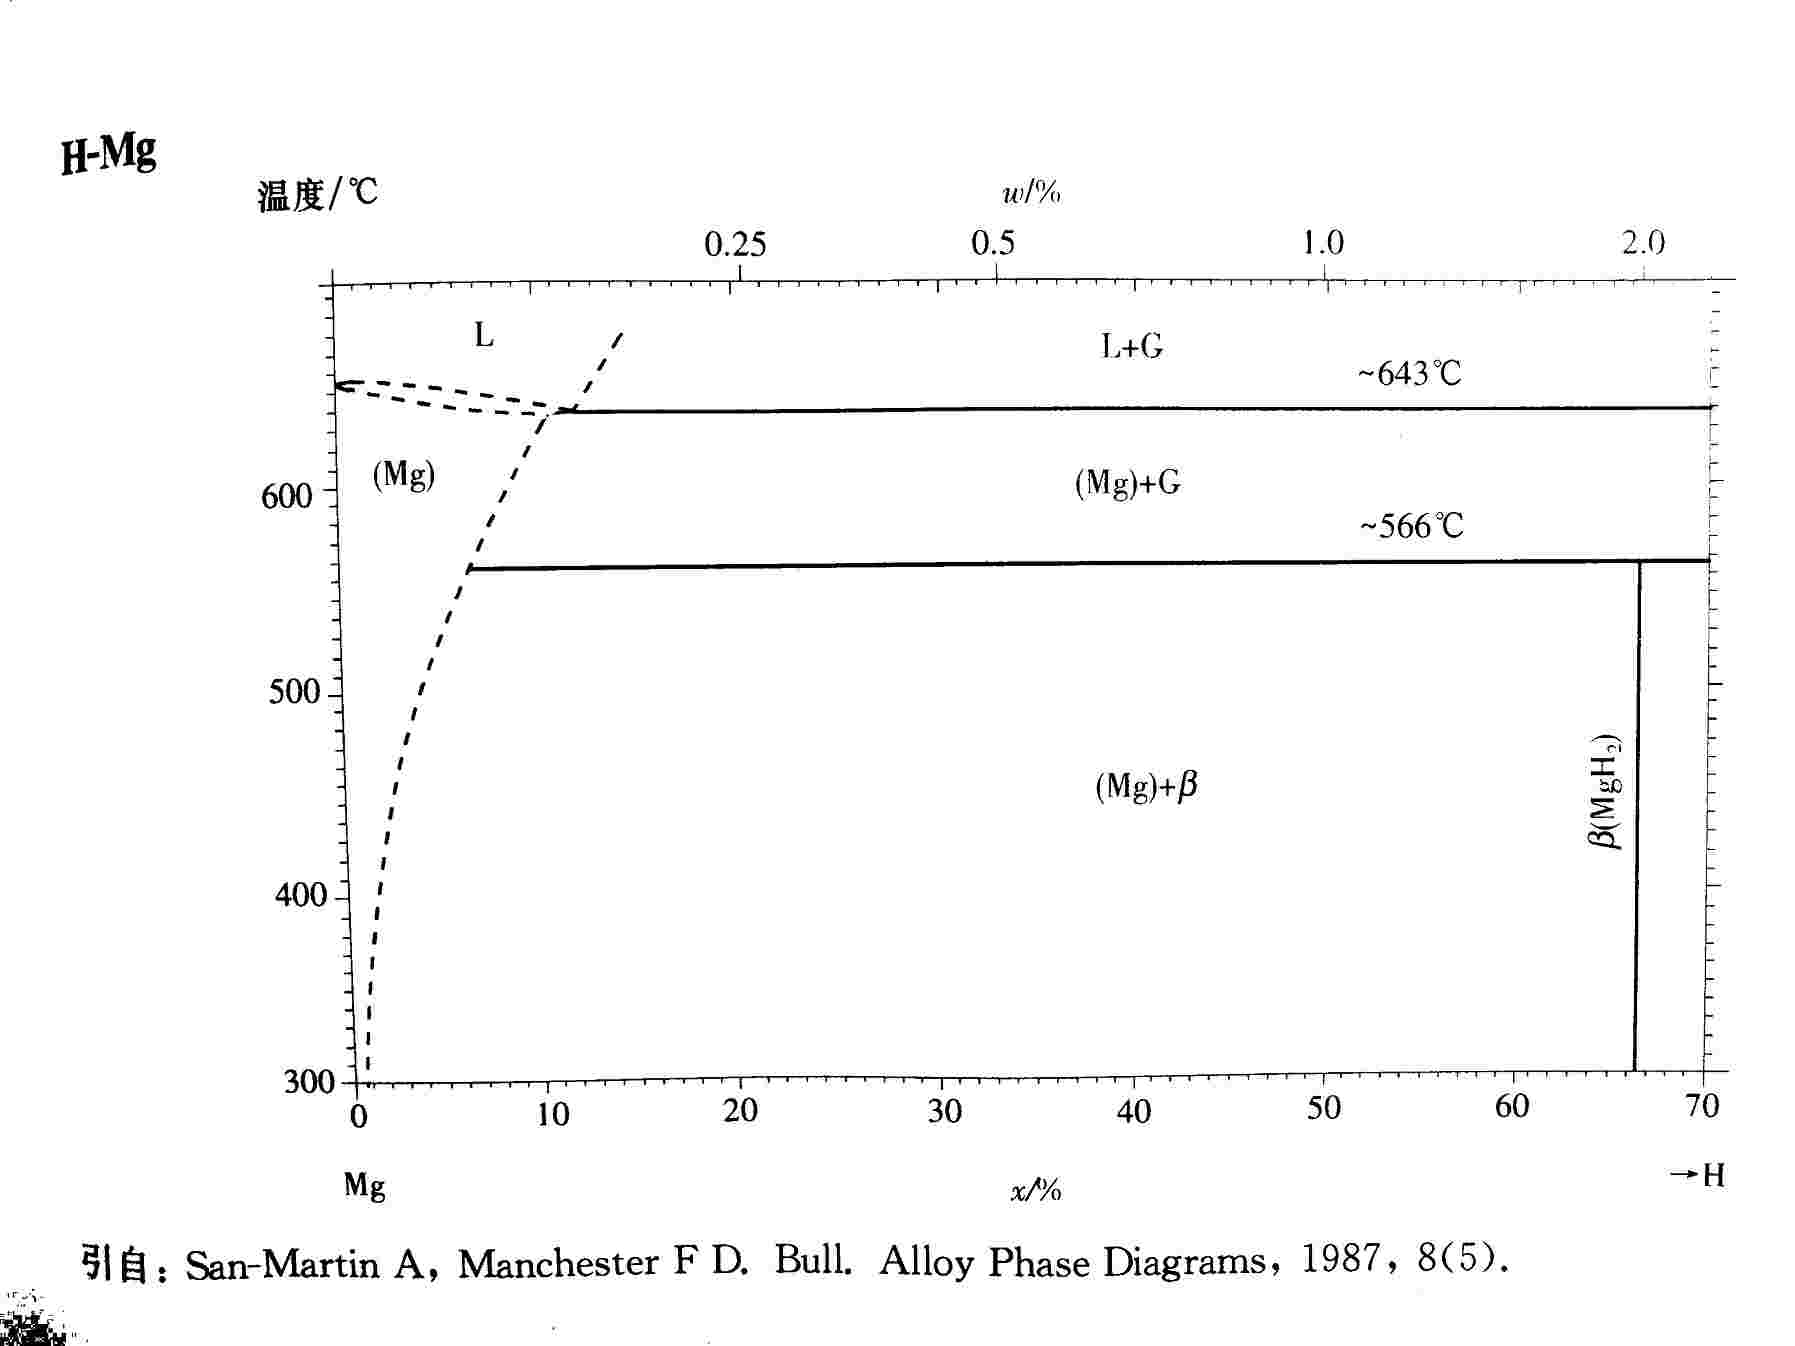 H-Mg
温度/℃
w/%
0.25 0.5 1.0 2.0
L
L+G
~643℃
(Mg)
(Mg)+G
600
~566℃
500
(Mg)+β
β(MgH₂)
400
300
0 10 20 30 40 50 60 70
Mg
x/%
→H
引自: San-Martin A, Manchester F D. Bull. Alloy Phase Diagrams, 1987, 8(5).